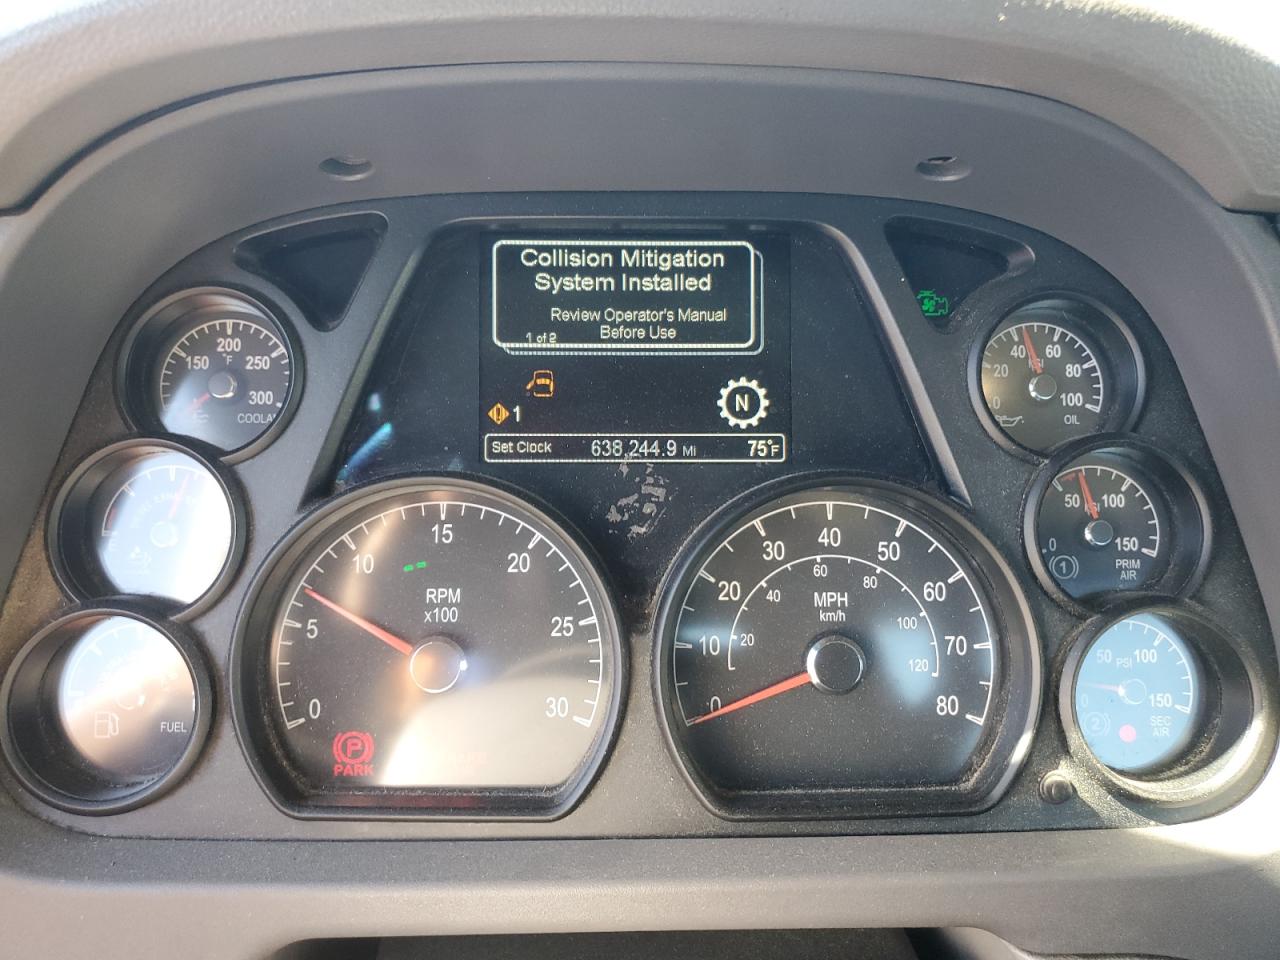 Collision Mitigation
System Installed
Review Operator's Manual
Before Use
1 of 2
1
N
Set Clock 638,244.9 Mi 75°F
150 200 250 300
°F
COOLA
E
FUEL
0 5 10 15 20 25 30
RPM
x100
PARK
0 10 20 30 40 50 60 70 80
20 40 60 80 100 120
MPH
km/h
0 20 40 60 80 100
PSI
OIL
0 50 100 150
1
PRIM
AIR
0 50 100 150
PSI
2
SEC
AIR